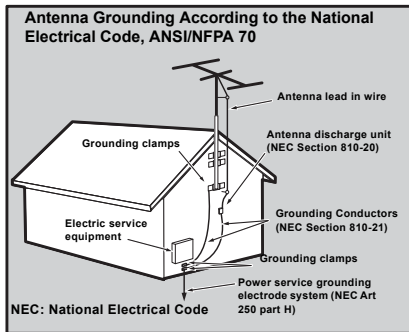 Antenna Grounding According to the National
Electrical Code, ANSI/NFPA 70
Antenna lead in wire
Grounding clamps
Antenna discharge unit
(NEC Section 810-20)
Electric service
equipment
Grounding Conductors
(NEC Section 810-21)
Grounding clamps
Power service grounding
electrode system (NEC Art
250 part H)
NEC: National Electrical Code